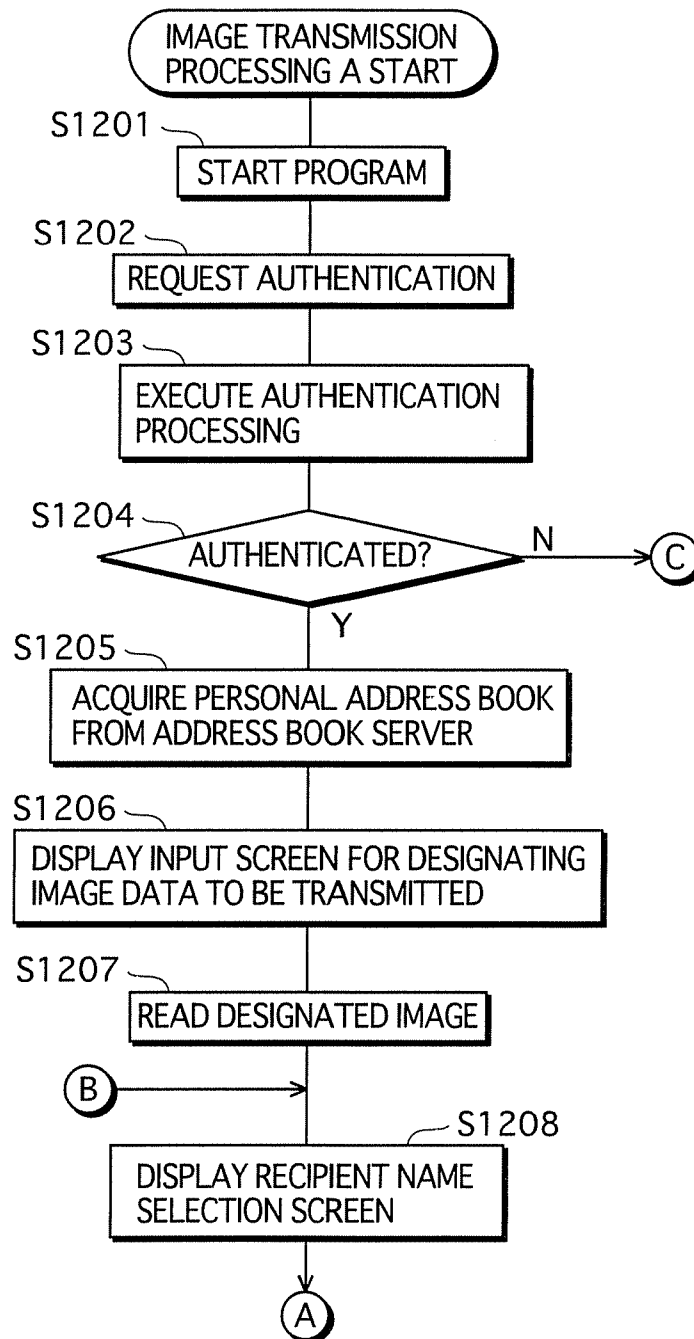 IMAGE TRANSMISSION
PROCESSING A START
S1201
START PROGRAM
S1202
REQUEST AUTHENTICATION
S1203
EXECUTE AUTHENTICATION
PROCESSING
S1204
AUTHENTICATED?
N
C
Y
S1205
ACQUIRE PERSONAL ADDRESS BOOK
FROM ADDRESS BOOK SERVER
S1206
DISPLAY INPUT SCREEN FOR DESIGNATING
IMAGE DATA TO BE TRANSMITTED
S1207
READ DESIGNATED IMAGE
B
S1208
DISPLAY RECIPIENT NAME
SELECTION SCREEN
A